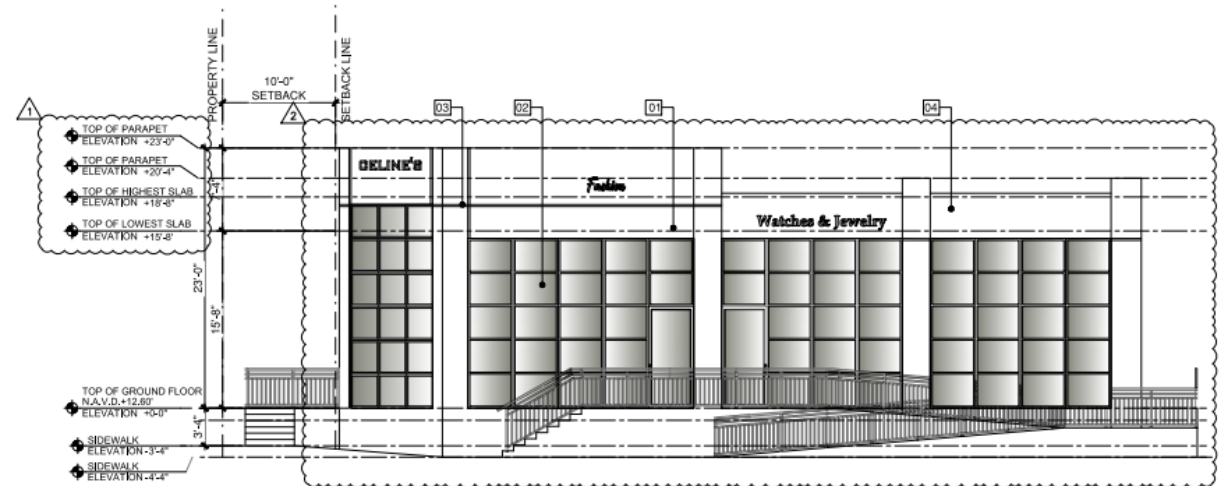 PROPERTY LINE
10'-0"
SETBACK
SETBACK LINE
1
2
03
02
01
04
TOP OF PARAPET
ELEVATION +23'-0"
TOP OF PARAPET
ELEVATION +20'-4"
TOP OF HIGHEST SLAB
ELEVATION +18'-8"
TOP OF LOWEST SLAB
ELEVATION +15'-8'
CELINE'S
Fashion
Watches & Jewelry
23'-0"
15'-8"
TOP OF GROUND FLOOR
N.A.V.D.+12.60'
ELEVATION +0-0"
3'-4"
SIDEWALK
ELEVATION-3'-4"
SIDEWALK
ELEVATION-4'-4"